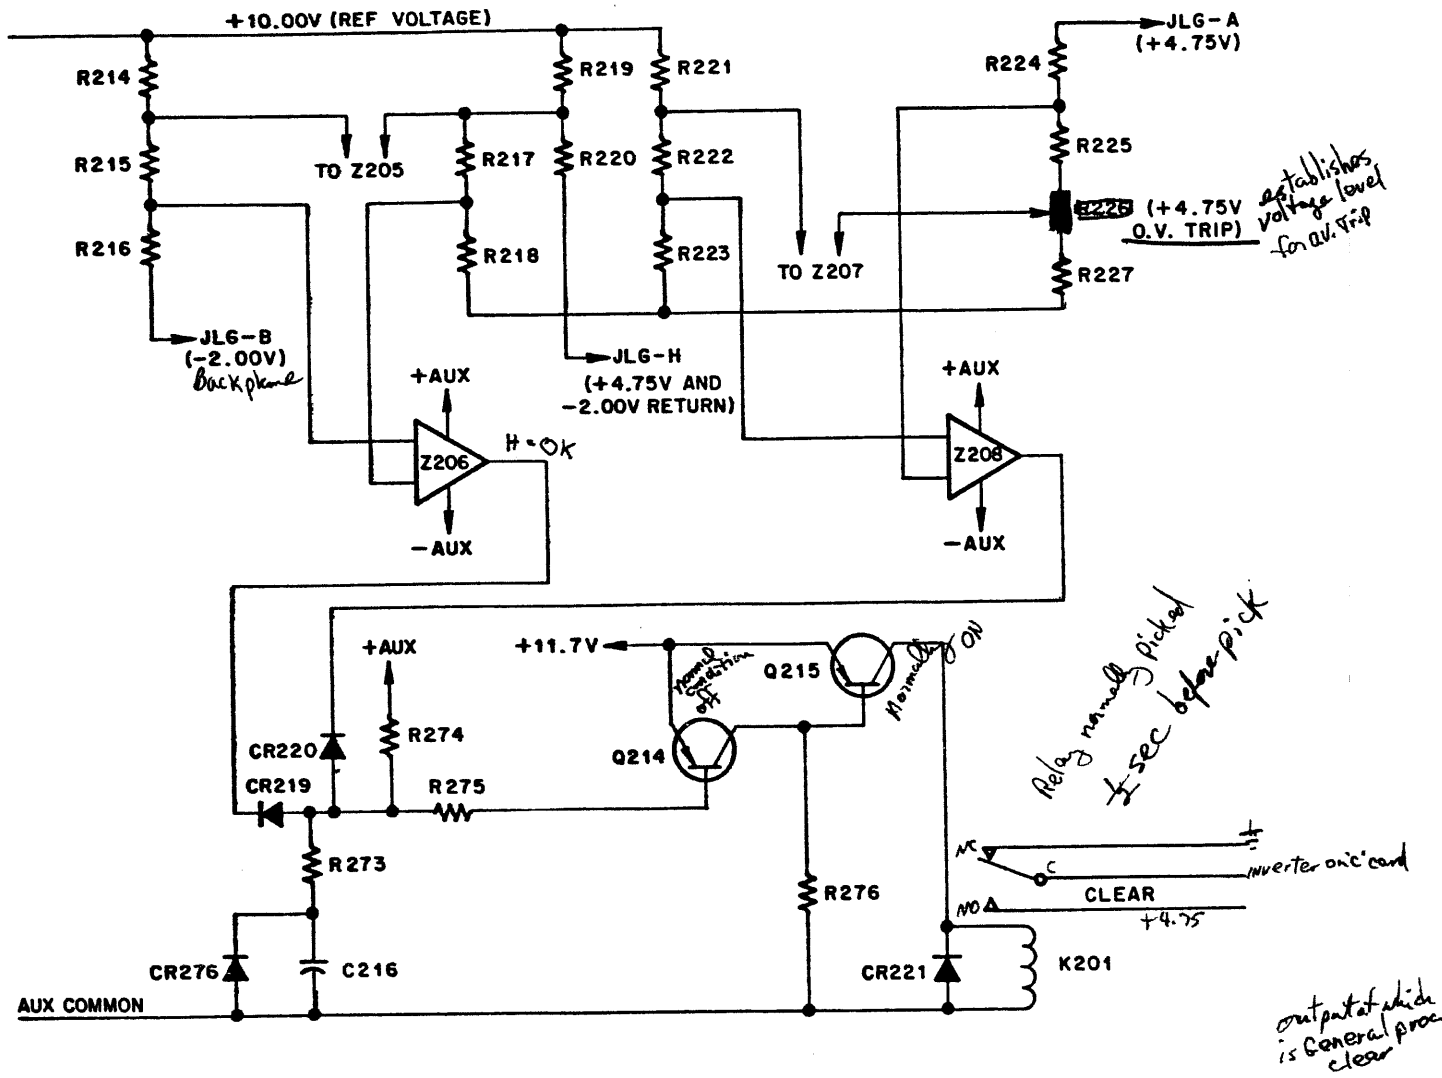 +10.00V (REF VOLTAGE)
JLG-A
(+4.75V)
R214
R219
R221
R224
R215
TO Z205
R217
R220
R222
R225
R216
R218
R223
TO Z207
R226 (+4.75V
O.V. TRIP)
establishes
voltage level
for O.V. Trip
R227
JLG-B
(-2.00V)
Backplane
JLG-H
(+4.75V AND
-2.00V RETURN)
+AUX
Z206
H = OK
-AUX
+AUX
Z208
-AUX
+AUX
+11.7V
Q215
Normally ON
normal
condition
off
Q214
Relay normally picked
½ sec before pick
CR220
R274
CR219
R275
R273
R276
NC
C
inverter on 'c' card
CLEAR
NO
+4.75
CR276
C216
CR221
K201
AUX COMMON
output of which
is General proc
clear